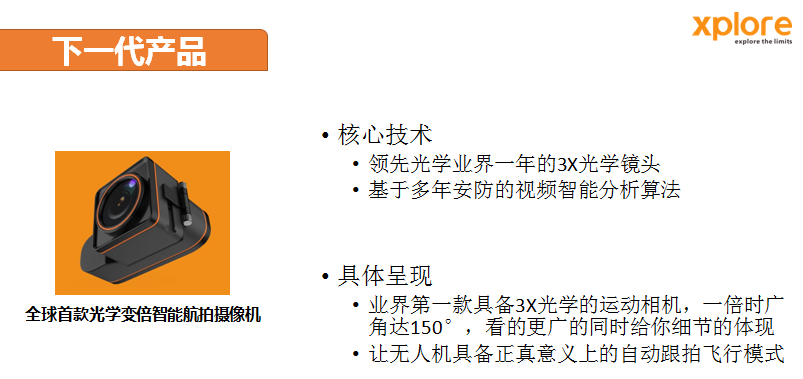 下一代产品
xplore
explore the limits
• 核心技术
• 领先光学业界一年的3X光学镜头
• 基于多年安防的视频智能分析算法
全球首款光学变倍智能航拍摄像机
• 具体呈现
• 业界第一款具备3X光学的运动相机，一倍时广
角达150°，看的更广的同时给你细节的体现
• 让无人机具备正真意义上的自动跟拍飞行模式